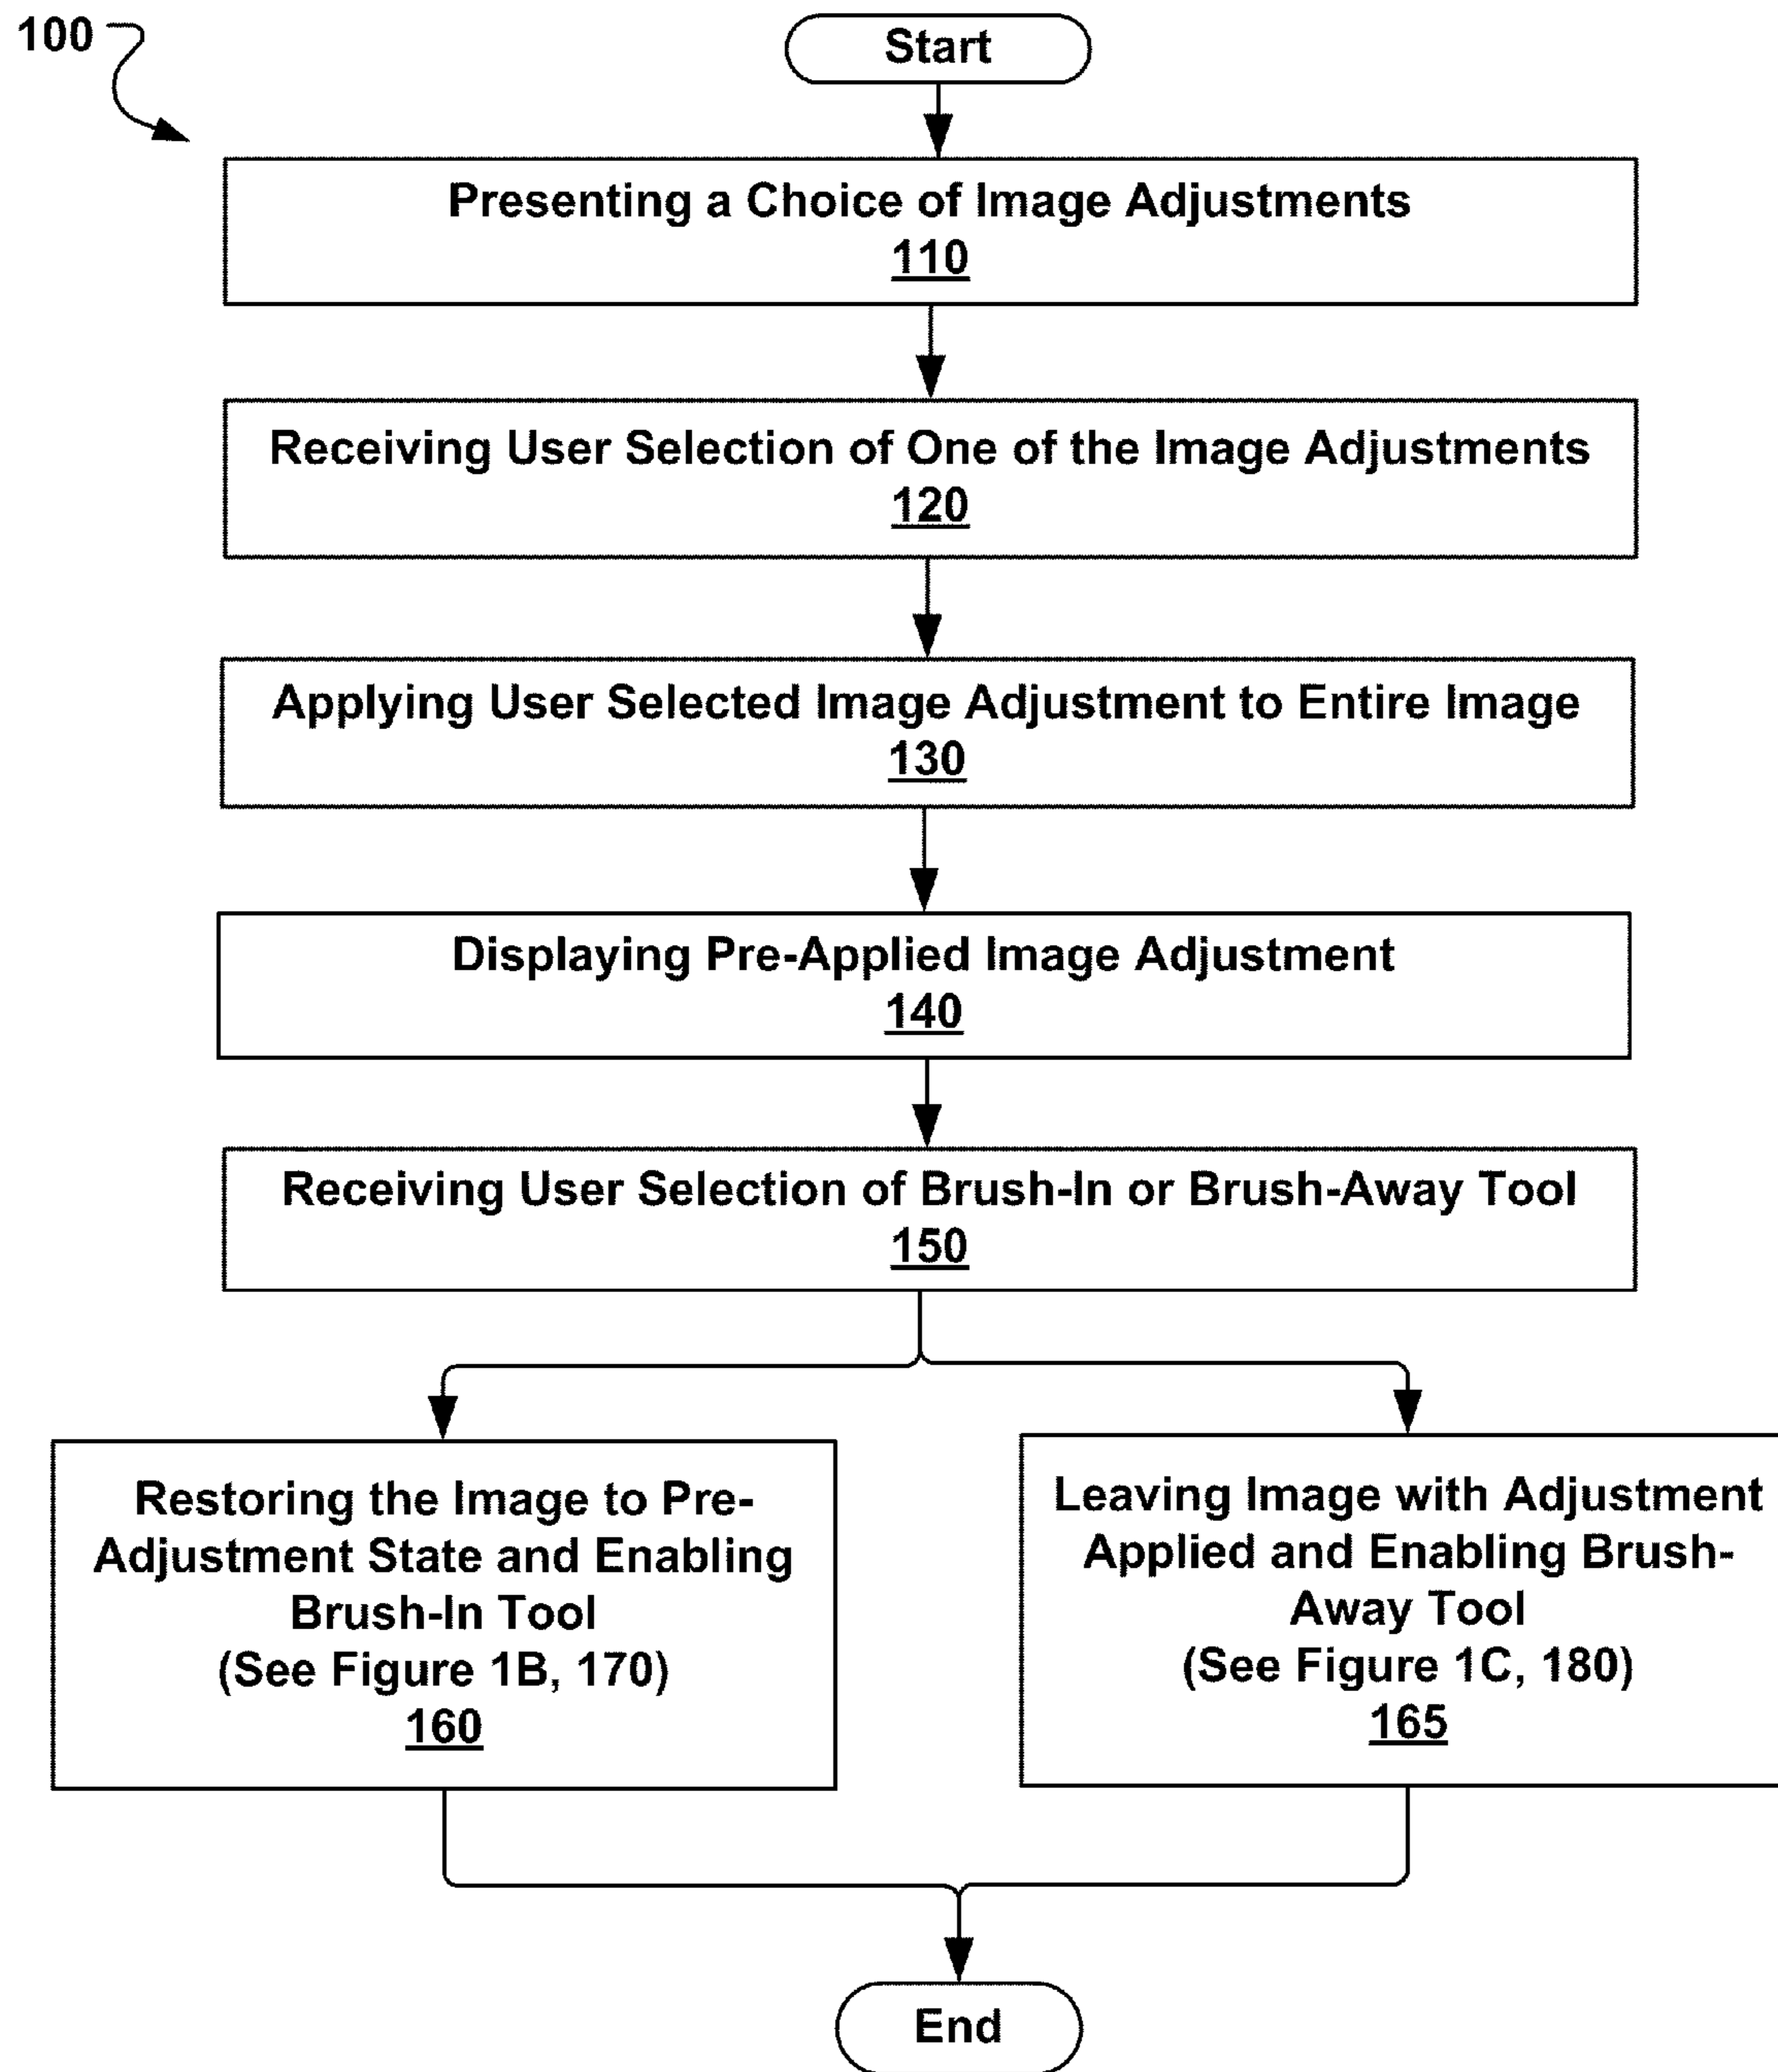 100
Start
Presenting a Choice of Image Adjustments
110
Receiving User Selection of One of the Image Adjustments
120
Applying User Selected Image Adjustment to Entire Image
130
Displaying Pre-Applied Image Adjustment
140
Receiving User Selection of Brush-In or Brush-Away Tool
150
Restoring the Image to Pre-
Adjustment State and Enabling
Brush-In Tool
(See Figure 1B, 170)
160
Leaving Image with Adjustment
Applied and Enabling Brush-
Away Tool
(See Figure 1C, 180)
165
End